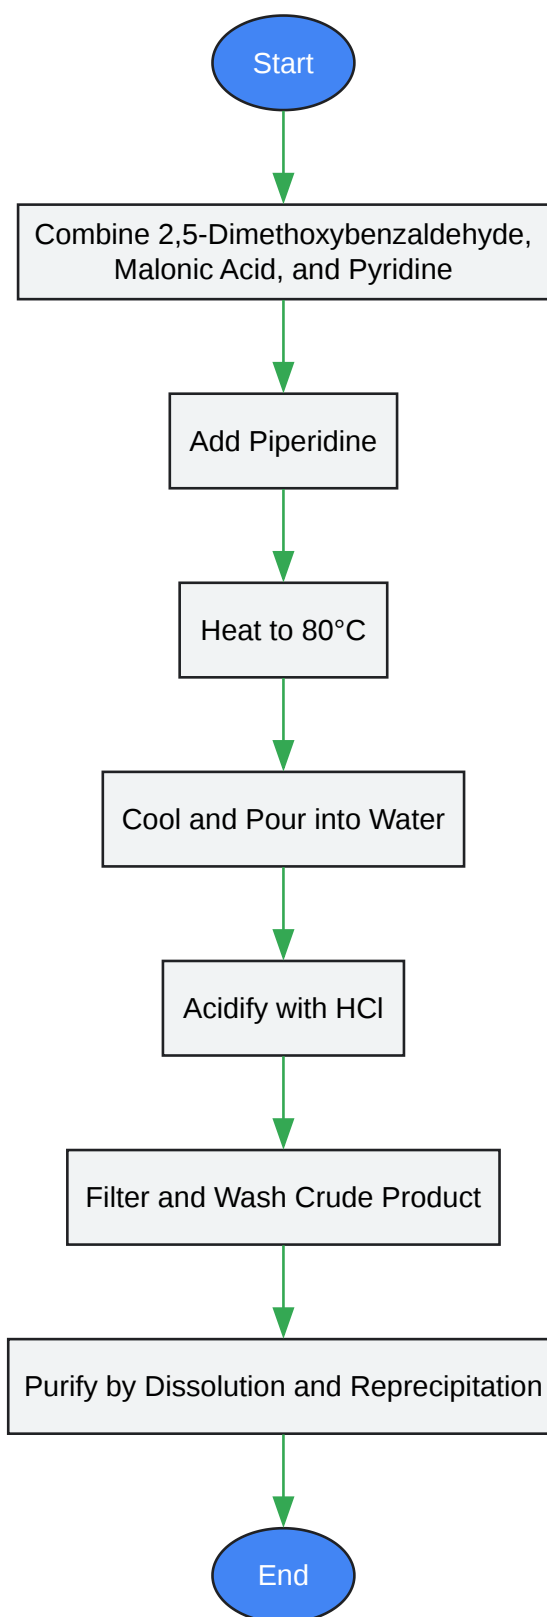 Start
Combine 2,5-Dimethoxybenzaldehyde,
Malonic Acid, and Pyridine
Add Piperidine
Heat to 80°C
Cool and Pour into Water
Acidify with HCl
Filter and Wash Crude Product
Purify by Dissolution and Reprecipitation
End